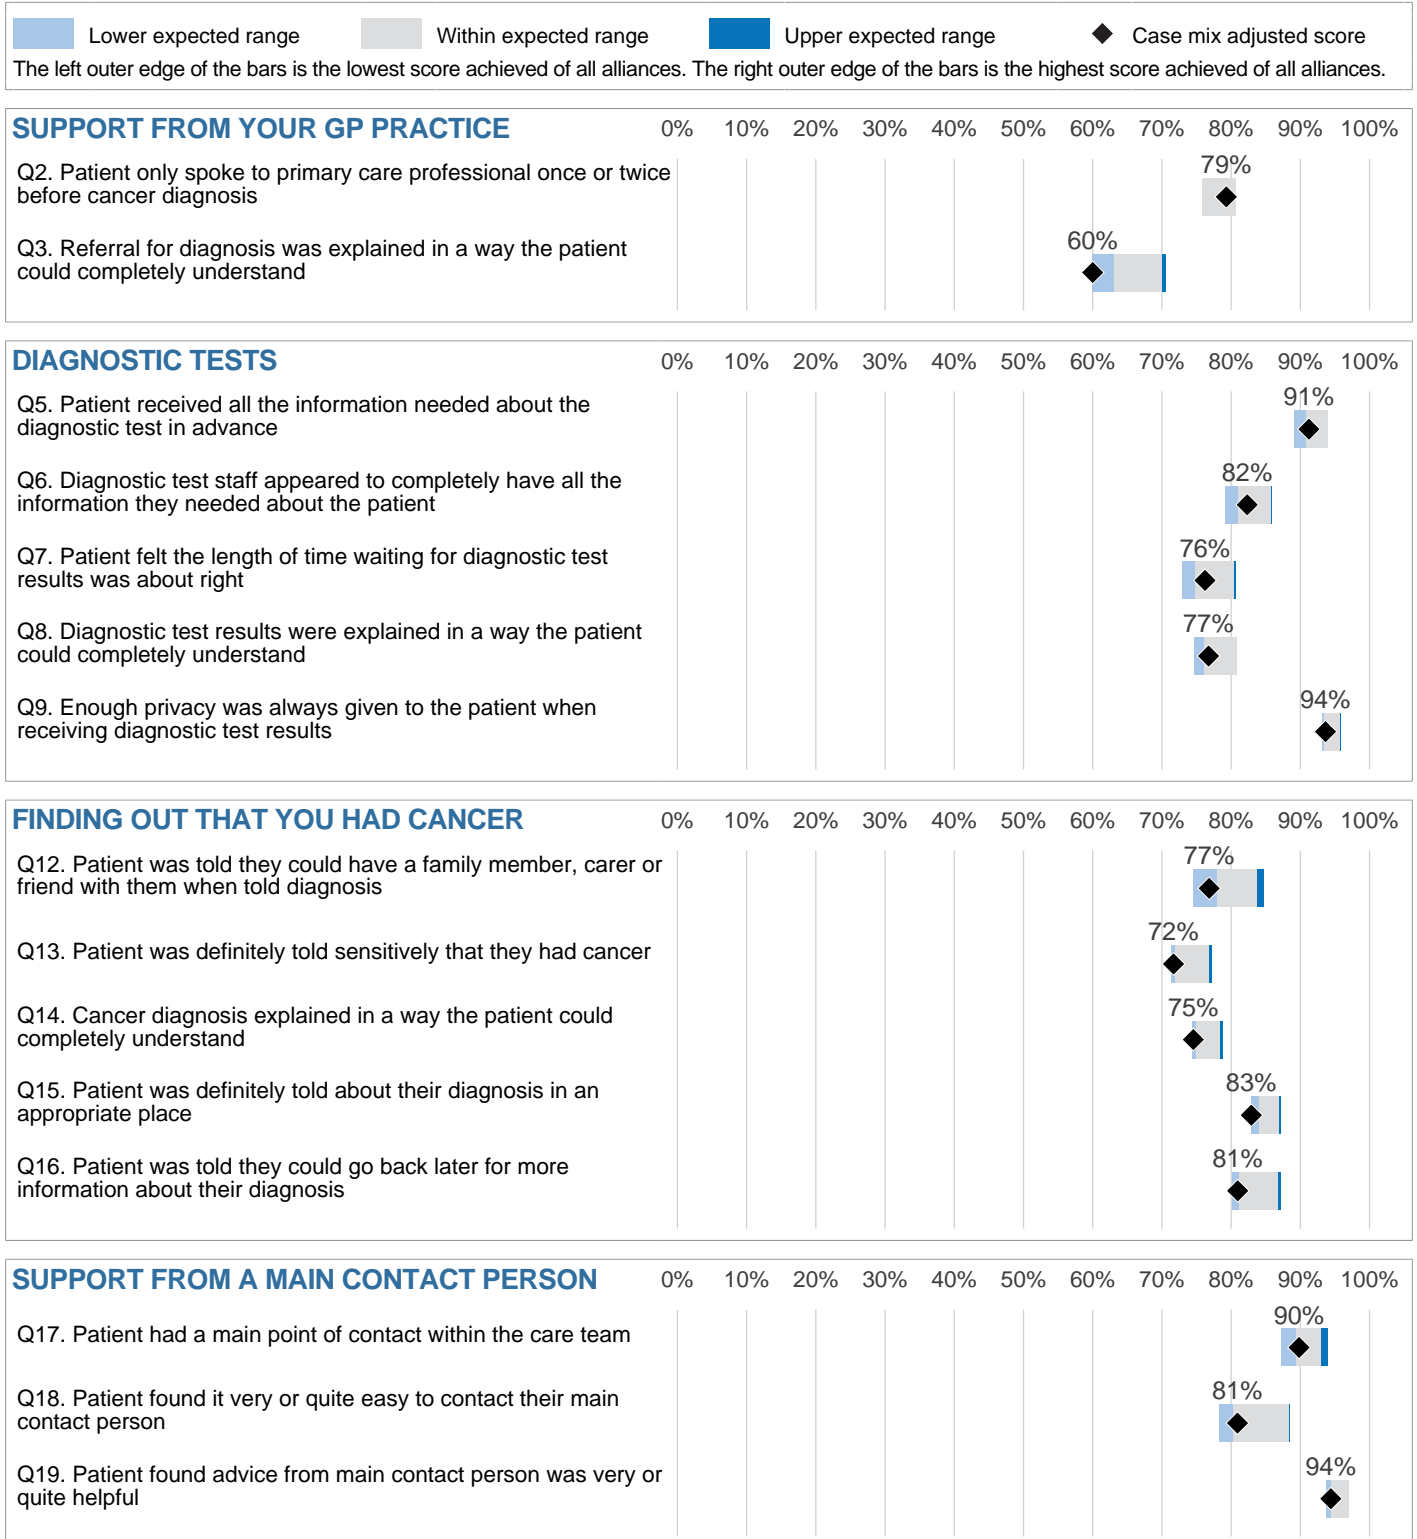 Lower expected range Within expected range Upper expected range Case mix adjusted score
The left outer edge of the bars is the lowest score achieved of all alliances. The right outer edge of the bars is the highest score achieved of all alliances.
SUPPORT FROM YOUR GP PRACTICE 0% 10% 20% 30% 40% 50% 60% 70% 80% 90% 100%
79%
Q2. Patient only spoke to primary care professional once or twice
before cancer diagnosis
60%
Q3. Referral for diagnosis was explained in a way the patient
could completely understand
DIAGNOSTIC TESTS 0% 10% 20% 30% 40% 50% 60% 70% 80% 90% 100%
91%
Q5. Patient received all the information needed about the
diagnostic test in advance
82%
Q6. Diagnostic test staff appeared to completely have all the
information they needed about the patient
76%
Q7. Patient felt the length of time waiting for diagnostic test
results was about right
77%
Q8. Diagnostic test results were explained in a way the patient
could completely understand
94%
Q9. Enough privacy was always given to the patient when
receiving diagnostic test results
FINDING OUT THAT YOU HAD CANCER 0% 10% 20% 30% 40% 50% 60% 70% 80% 90% 100%
77%
Q12. Patient was told they could have a family member, carer or
friend with them when told diagnosis
72%
Q13. Patient was definitely told sensitively that they had cancer
75%
Q14. Cancer diagnosis explained in a way the patient could
completely understand
83%
Q15. Patient was definitely told about their diagnosis in an
appropriate place
81%
Q16. Patient was told they could go back later for more
information about their diagnosis
SUPPORT FROM A MAIN CONTACT PERSON 0% 10% 20% 30% 40% 50% 60% 70% 80% 90% 100%
90%
Q17. Patient had a main point of contact within the care team
81%
Q18. Patient found it very or quite easy to contact their main
contact person
94%
Q19. Patient found advice from main contact person was very or
quite helpful